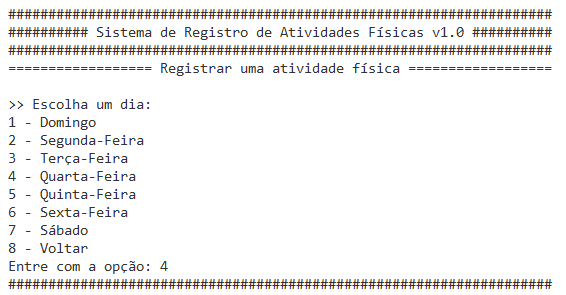 ####################################################################
########## Sistema de Registro de Atividades Físicas v1.0 ##########
####################################################################
================== Registrar uma atividade física ==================
>> Escolha um dia:
1 - Domingo
2 - Segunda-Feira
3 - Terça-Feira
4 - Quarta-Feira
5 - Quinta-Feira
6 - Sexta-Feira
7 - Sábado
8 - Voltar
Entre com a opção: 4
####################################################################